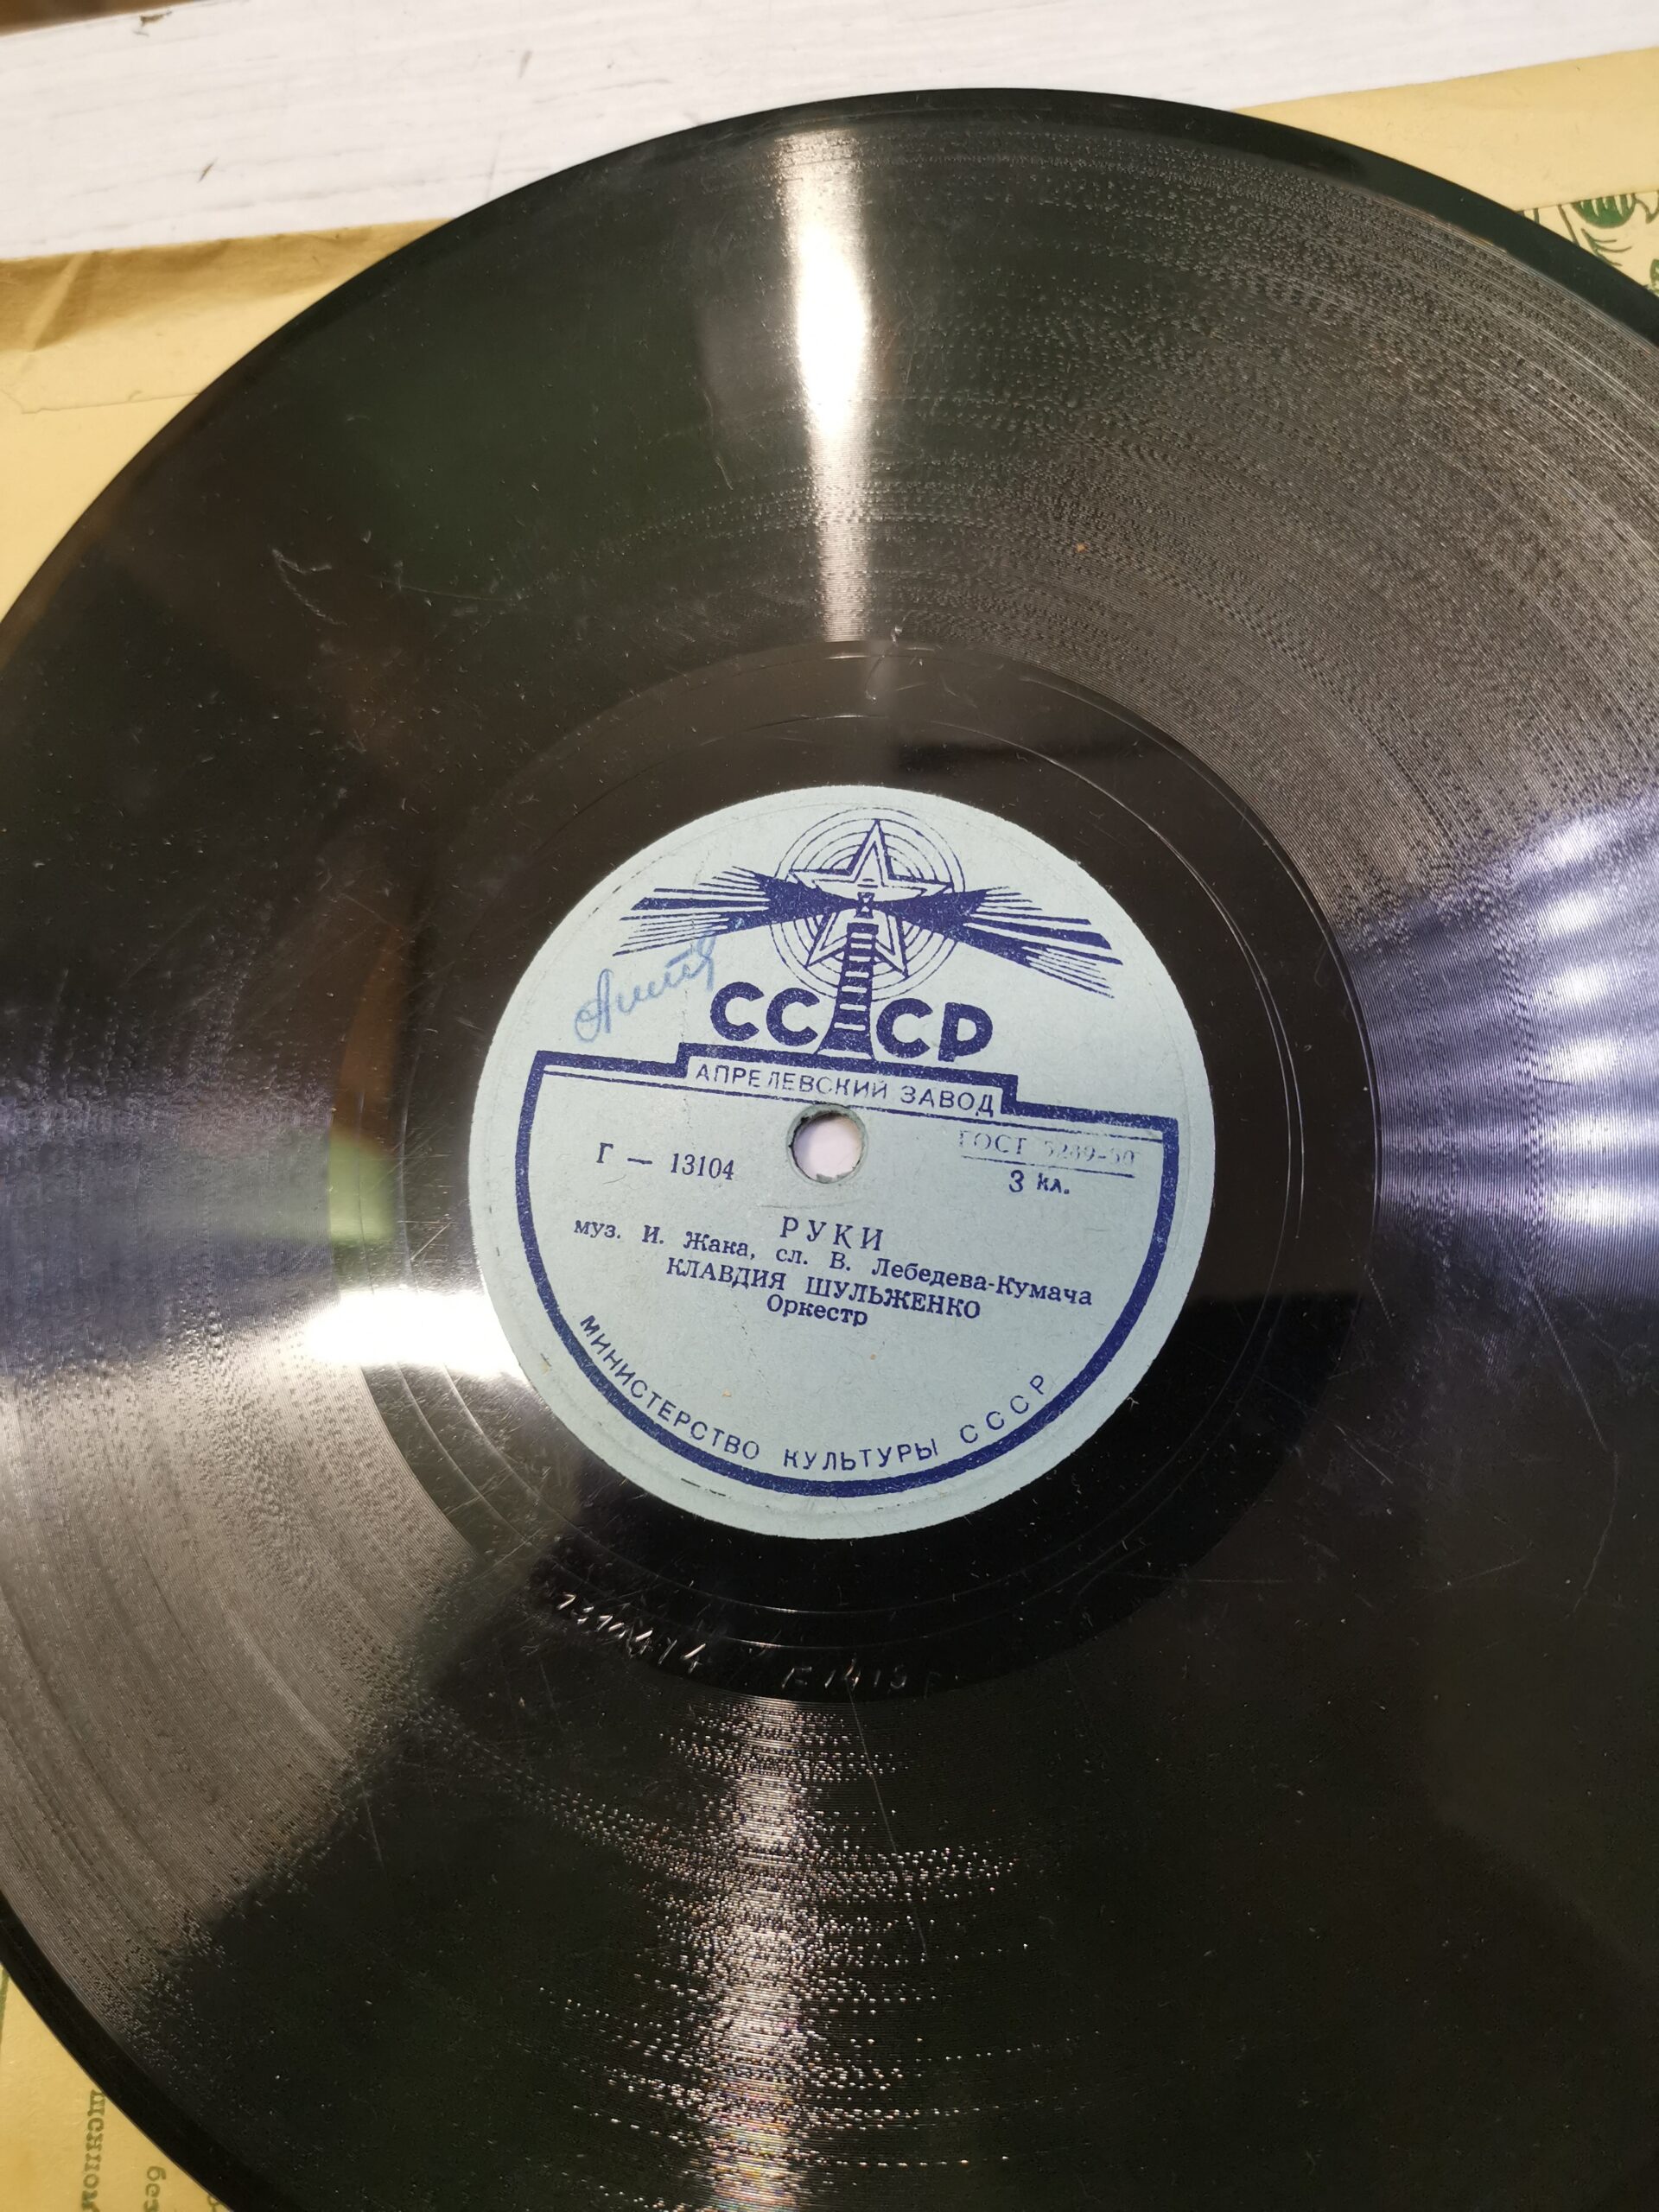 СССР
АПРЕЛЕВСКИЙ ЗАВОД
ГОСТ 5289-50
Г — 13104
3 кл.
РУКИ
муз. И. Жака, сл. В. Лебедева-Кумача
КЛАВДИЯ ШУЛЬЖЕНКО
Оркестр
МИНИСТЕРСТВО КУЛЬТУРЫ СССР